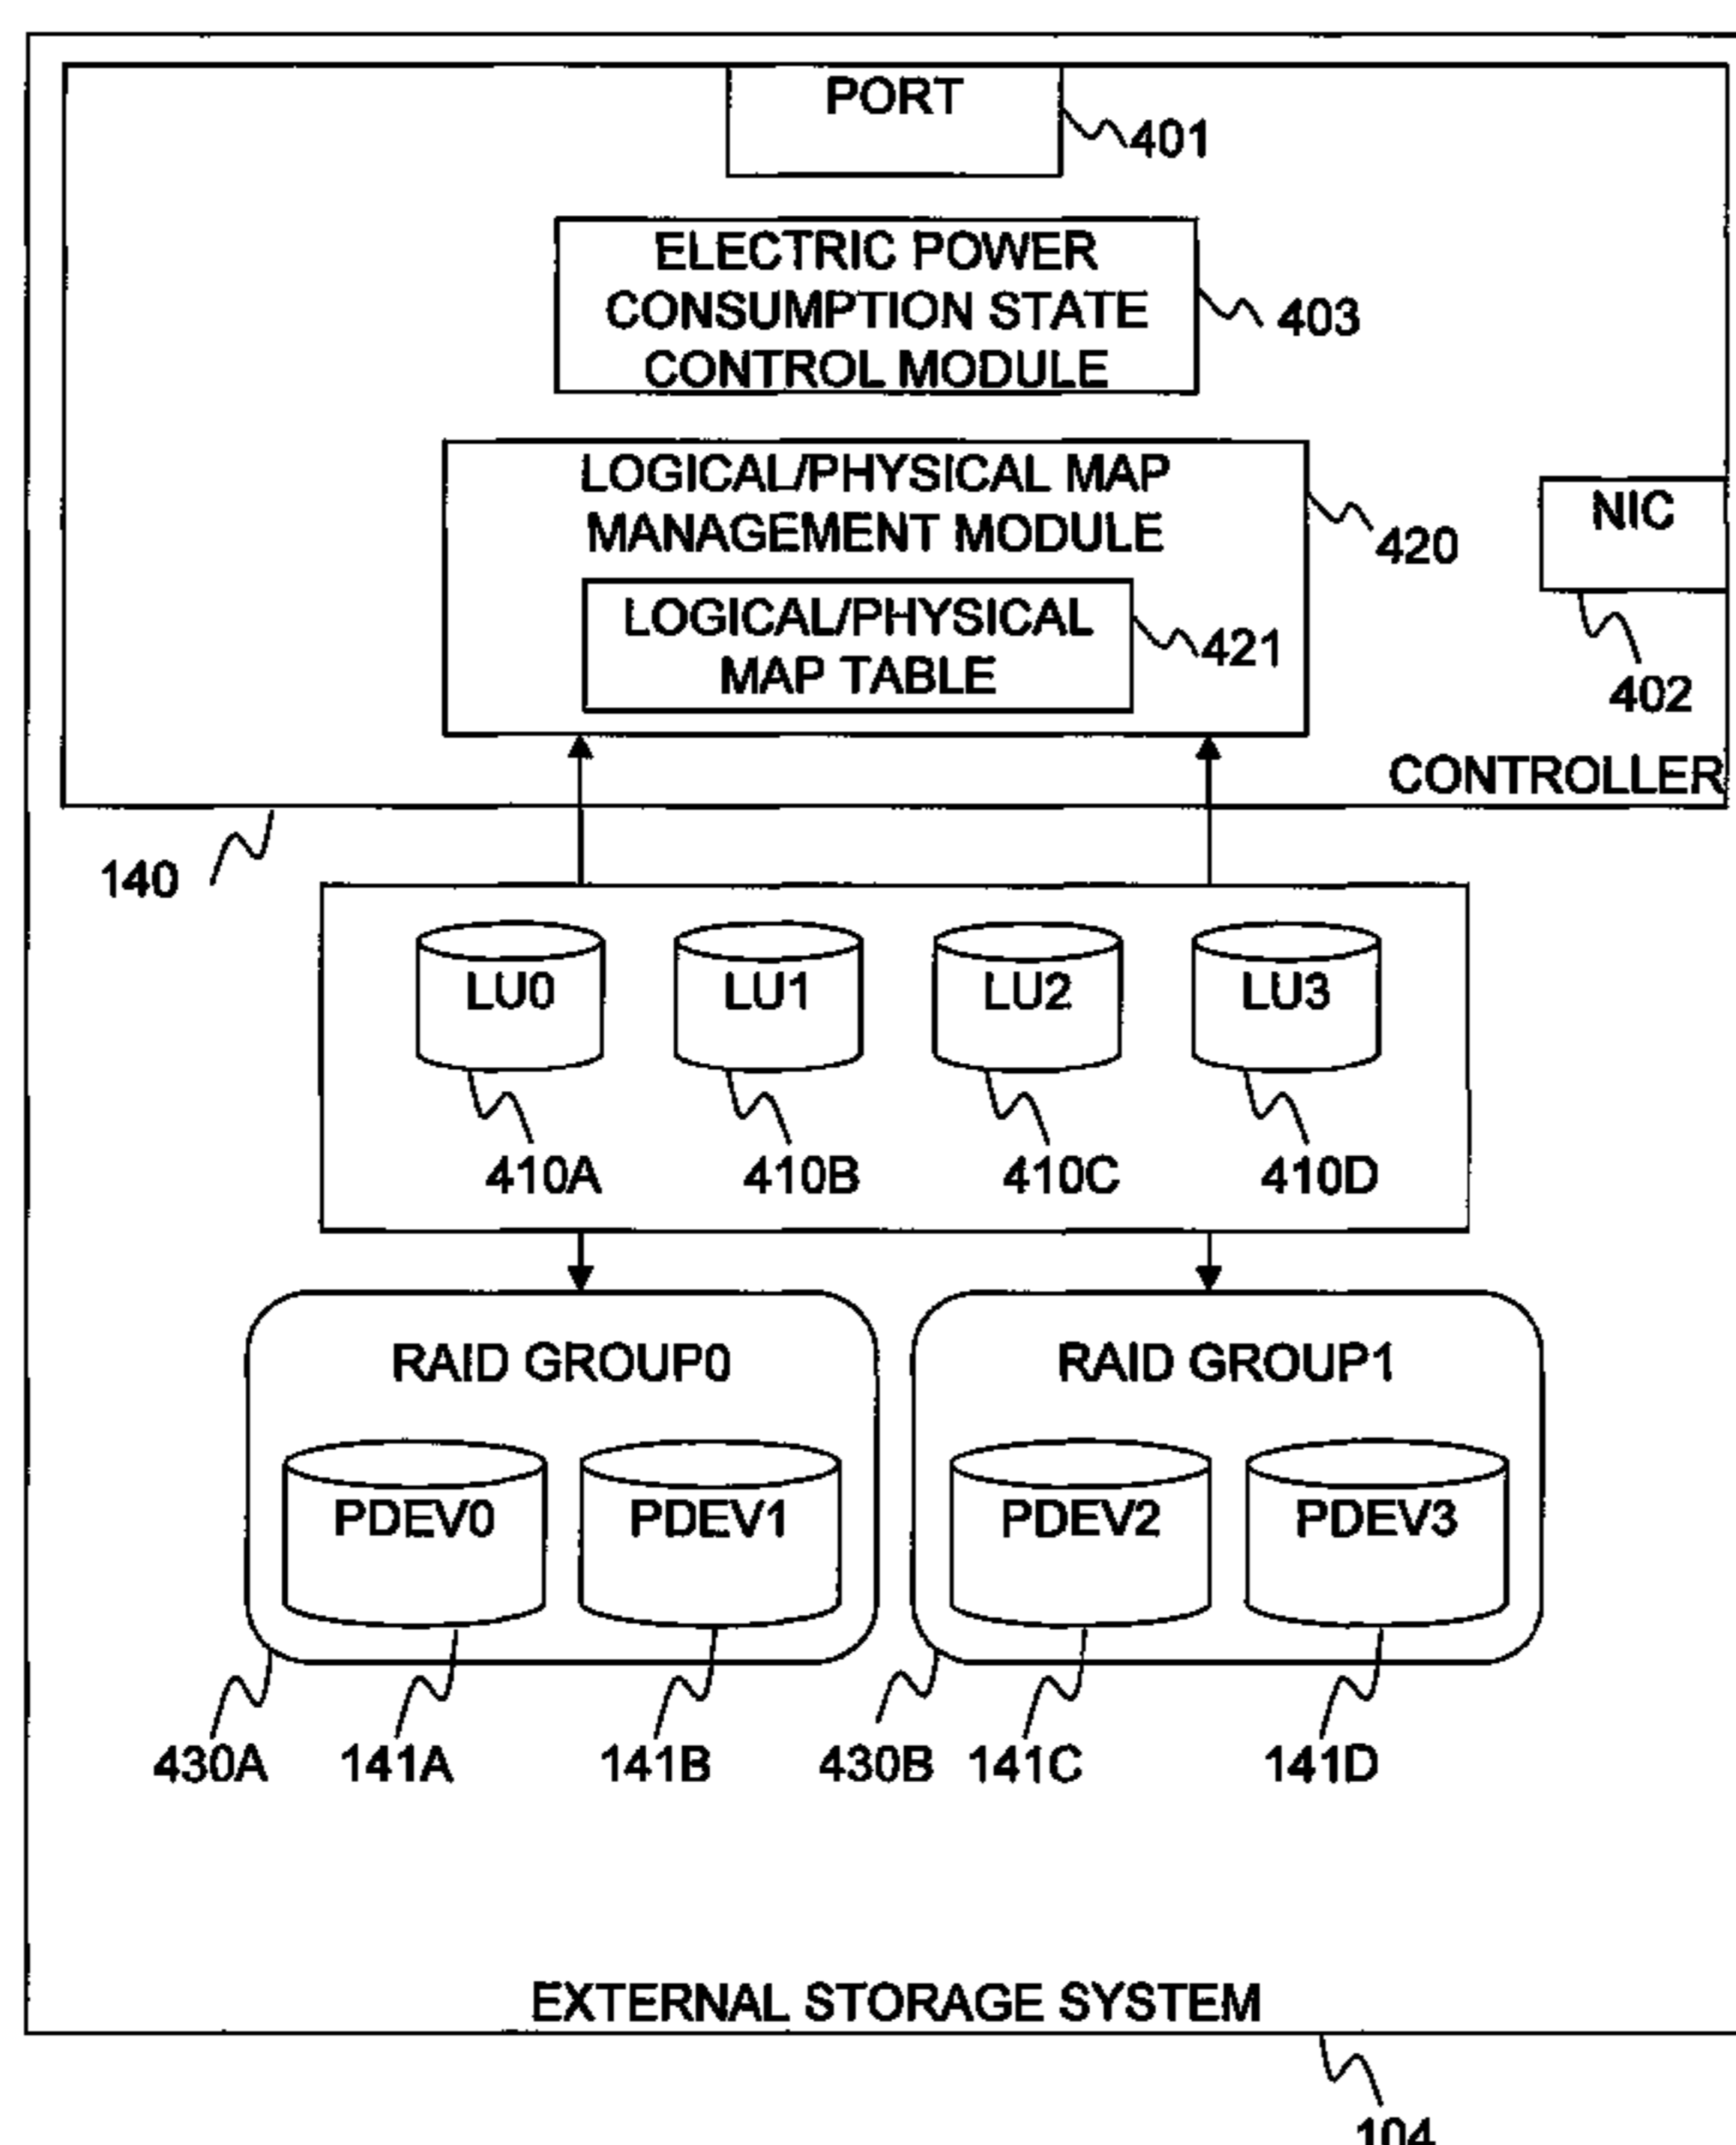 PORT
401
ELECTRIC POWER
CONSUMPTION STATE
CONTROL MODULE
403
LOGICAL/PHYSICAL MAP
MANAGEMENT MODULE
420
NIC
402
LOGICAL/PHYSICAL
MAP TABLE
421
CONTROLLER
140
LU0
LU1
LU2
LU3
410A
410B
410C
410D
RAID GROUP0
RAID GROUP1
PDEV0
PDEV1
PDEV2
PDEV3
430A
141A
141B
430B
141C
141D
EXTERNAL STORAGE SYSTEM
104